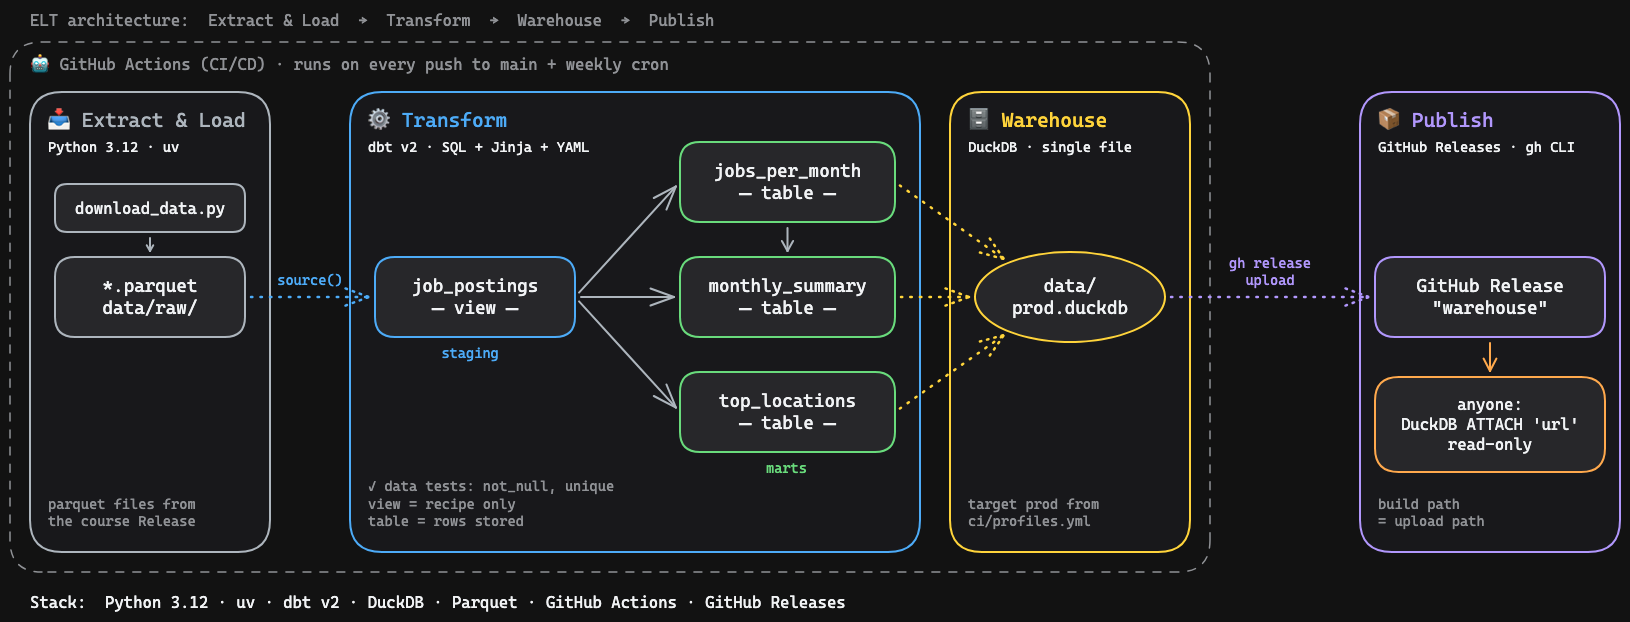 ELT architecture: Extract & Load → Transform → Warehouse → Publish
GitHub Actions (CI/CD) · runs on every push to main + weekly cron
Extract & Load
Python 3.12 · uv
download_data.py
*.parquet
data/raw/
parquet files from
the course Release
source()
Transform
dbt v2 · SQL + Jinja + YAML
job_postings
— view —
staging
jobs_per_month
— table —
monthly_summary
— table —
top_locations
— table —
marts
✓ data tests: not_null, unique
view = recipe only
table = rows stored
Warehouse
DuckDB · single file
data/
prod.duckdb
target prod from
ci/profiles.yml
gh release
upload
Publish
GitHub Releases · gh CLI
GitHub Release
"warehouse"
anyone:
DuckDB ATTACH 'url'
read-only
build path
= upload path
Stack: Python 3.12 · uv · dbt v2 · DuckDB · Parquet · GitHub Actions · GitHub Releases